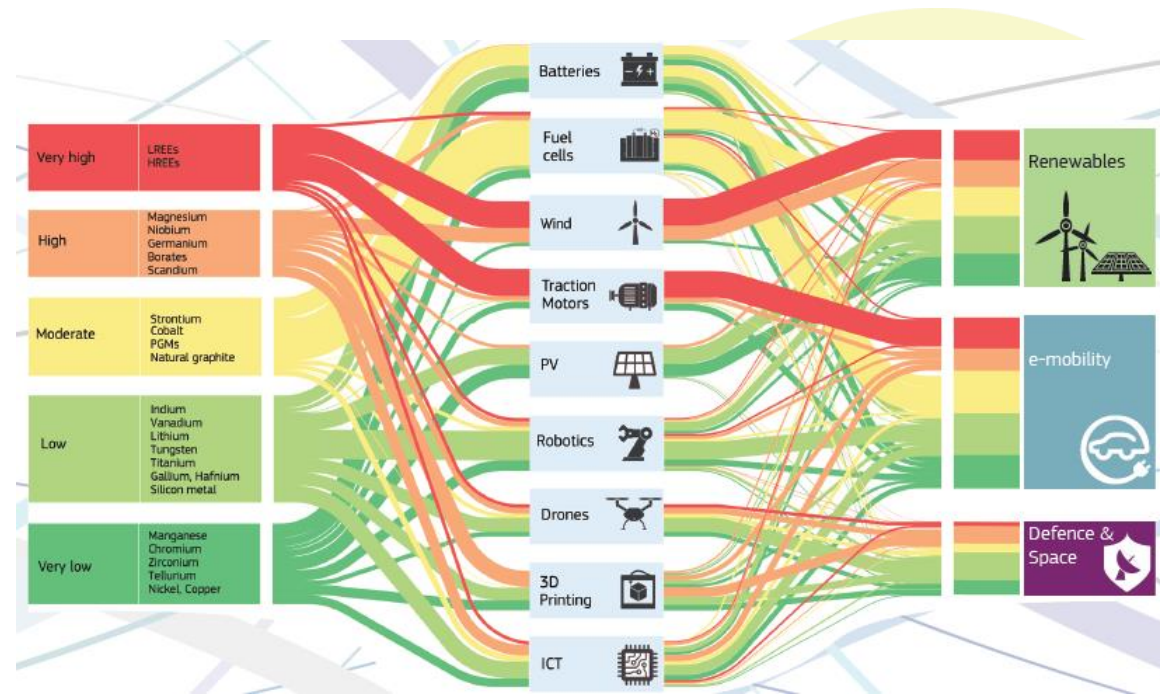 Very high
LREEs
HREEs
High
Magnesium
Niobium
Germanium
Borates
Scandium
Moderate
Strontium
Cobalt
PGMs
Natural graphite
Low
Indium
Vanadium
Lithium
Tungsten
Titanium
Gallium, Hafnium
Silicon metal
Very low
Manganese
Chromium
Zirconium
Tellurium
Nickel, Copper
Batteries
Fuel
cells
Wind
Traction
Motors
PV
Robotics
Drones
3D
Printing
ICT
Renewables
e-mobility
Defence &
Space